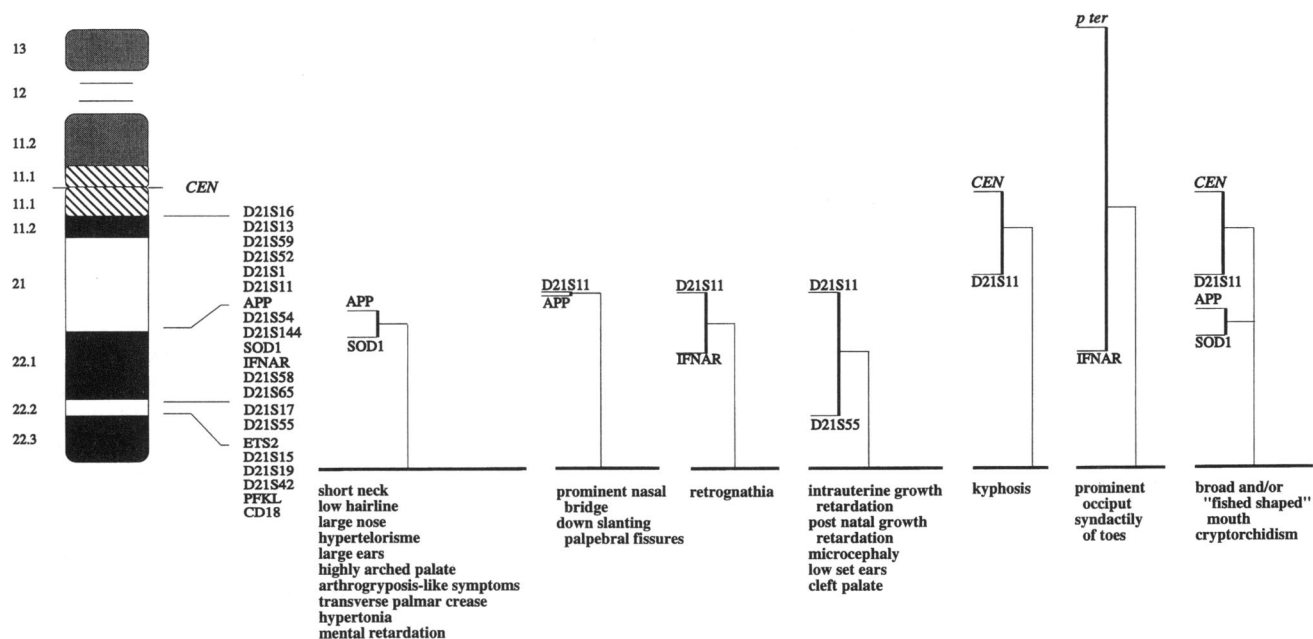 13
12
11.2
11.1
11.1
11.2
21
22.1
22.2
22.3
CEN
D21S16
D21S13
D21S59
D21S52
D21S1
D21S11
APP
D21S54
D21S144
SOD1
IFNAR
D21S58
D21S65
D21S17
D21S55
ETS2
D21S15
D21S19
D21S42
PFKL
CD18
APP
SOD1
short neck
low hairline
large nose
hypertelorisme
large ears
highly arched palate
arthrogryposis-like symptoms
transverse palmar crease
hypertonia
mental retardation
D21S11
APP
prominent nasal
bridge
down slanting
palpebral fissures
D21S11
IFNAR
retrognathia
D21S11
D21S55
intrauterine growth
retardation
post natal growth
retardation
microcephaly
low set ears
cleft palate
CEN
D21S11
kyphosis
p ter
IFNAR
prominent
occiput
syndactily
of toes
CEN
D21S11
APP
SOD1
broad and/or
"fished shaped"
mouth
cryptorchidism